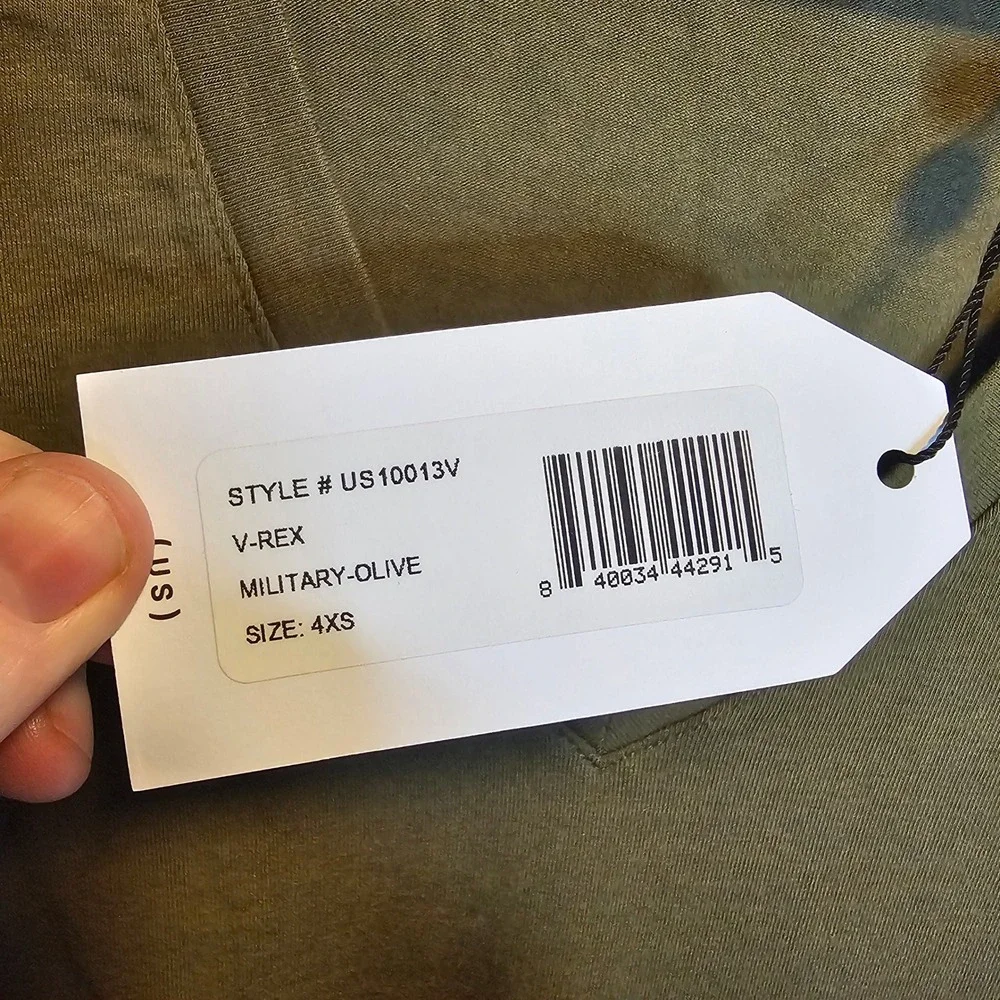 STYLE # US10013V
V-REX
MILITARY-OLIVE
SIZE: 4XS
8 40034 44291 5
(us)